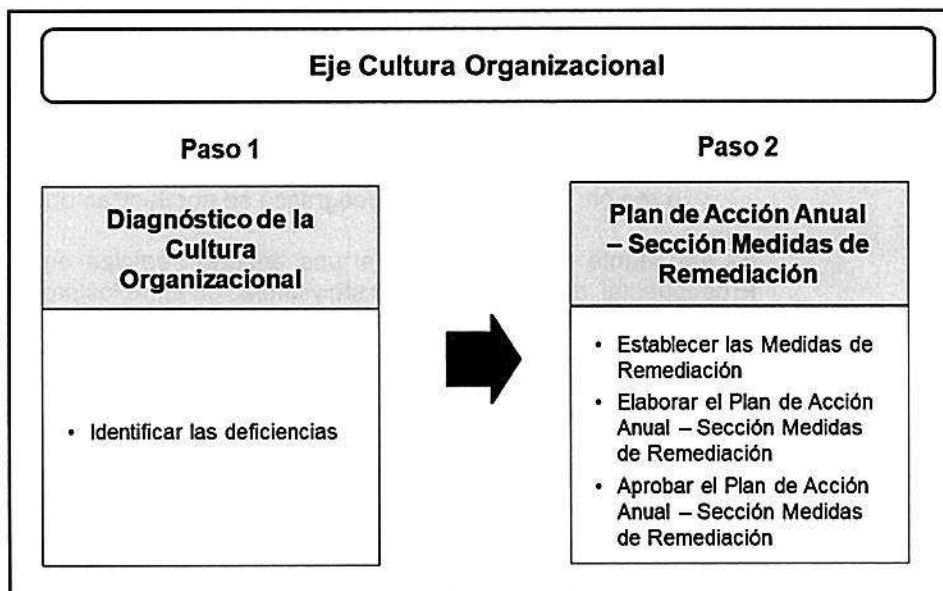 Eje Cultura Organizacional
Paso 1
Diagnóstico de la
Cultura
Organizacional
• Identificar las deficiencias
Paso 2
Plan de Acción Anual
– Sección Medidas de
Remediación
• Establecer las Medidas de
Remediación
• Elaborar el Plan de Acción
Anual – Sección Medidas
de Remediación
• Aprobar el Plan de Acción
Anual – Sección Medidas
de Remediación